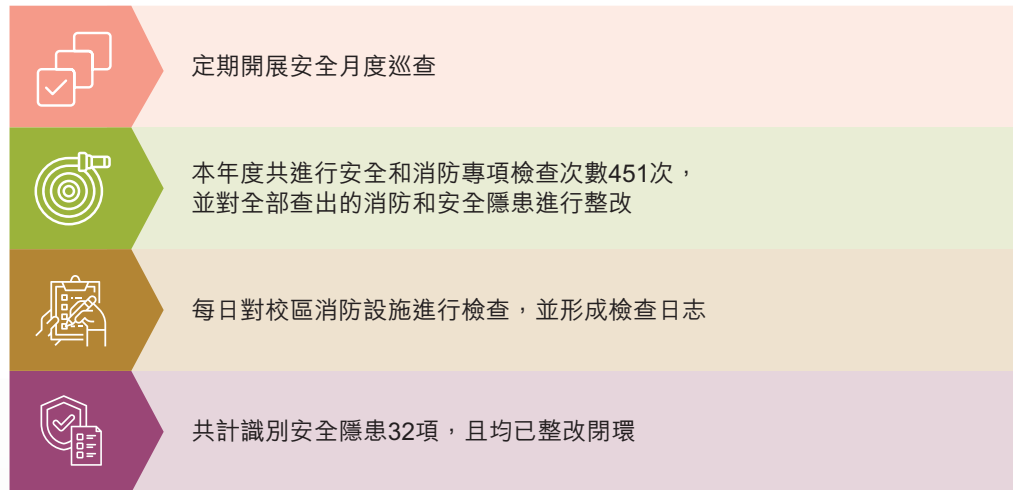 定期開展安全月度巡查
本年度共進行安全和消防專項檢查次數451次，
並對全部查出的消防和安全隱患進行整改
每日對校區消防設施進行檢查，並形成檢查日志
共計識別安全隱患32項，且均已整改閉環